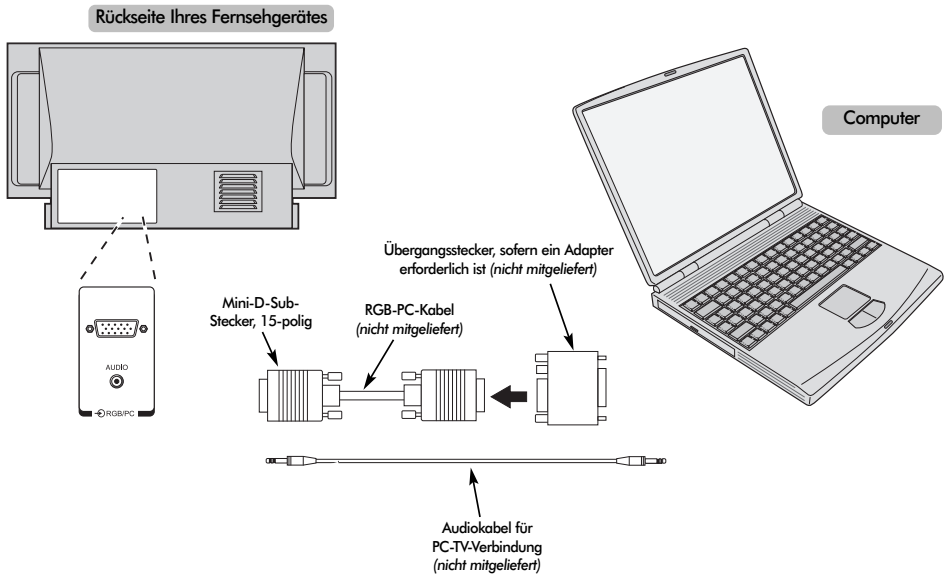 Rückseite Ihres Fernsehgerätes
Computer
Übergangsstecker, sofern ein Adapter
erforderlich ist (nicht mitgeliefert)
Mini-D-Sub-
Stecker, 15-polig
RGB-PC-Kabel
(nicht mitgeliefert)
AUDIO
RGB/PC
Audiokabel für
PC-TV-Verbindung
(nicht mitgeliefert)